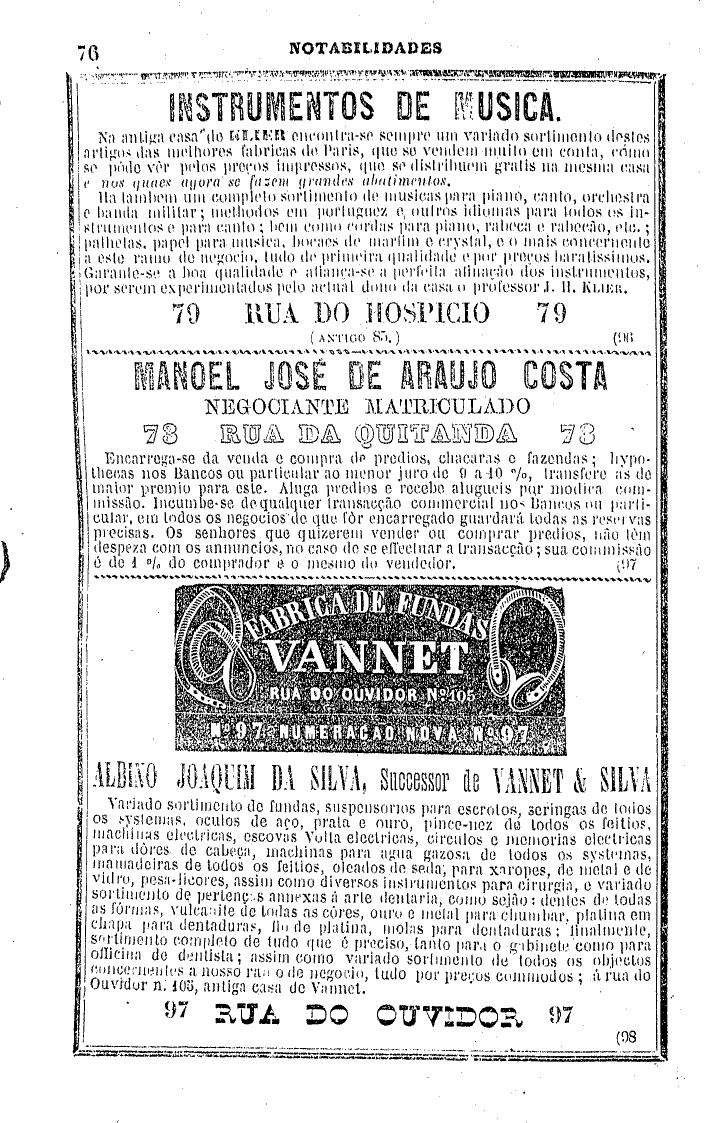 76
NOTABILIDADES
INSTRUMENTOS DE MUSICA.
Na antiga casa de KLIER encontra-se sempre um variado sortimento destes
artigos das melhores fabricas de Paris, que se vendem muito em conta, cómo
se póde vêr pelos preços impressos, que se distribuem gratis na mesma casa
e nos quaes agora se fazem grandes abatimentos.
Ha tambem um completo sortimento de musicas para piano, canto, orchestra
e banda militar; methodos em portuguez e outros idiomas para todos os in-
strumentos e para canto; bem como cordas para piano, rabeca e rabecão, etc.;
palhetas, papel para musica, bocaes de marfim e crystal, e o mais concernente
a este ramo de negocio, tudo de primeira qualidade e por preços baratissimos.
Garante-se a boa qualidade e aliança-se a perfeita afinação dos instrumentos,
por serem experimentados pelo actual dono da casa o professor J. H. KLIER.
79 RUA DO HOSPICIO 79
(ANTIGO 85.)
(96
MANOEL JOSÉ DE ARAUJO COSTA
NEGOCIANTE MATRICULADO
73 RUA DA QUITANDA 73
Encarrega-se da venda e compra de predios, chacaras e fazendas; hypo-
thecas nos Bancos ou particular ao menor juro de 9 a 10 %, transfere as de
maior premio para este. Aluga predios e recebe alugueis por modica com-
missão. Incumbe-se de qualquer transacção commercial nos Bancos ou parti-
cular, em todos os negocios de que fôr encarregado guardará todas as reservas
precisas. Os senhores que quizerem vender ou comprar predios, não têm
despeza com os annuncios, no caso de se effectuar a transacção; sua commissão
é de 1 % do comprador e o mesmo do vendedor.
(97
FABRICA DE FUNDAS
VANNET
RUA DO OUVIDOR Nº 105
Nº 97 NUMERAÇÃO NOVA Nº 97
ALBINO JOAQUIM DA SILVA, Successor de VANNET & SILVA
Variado sortimento de fundas, suspensorios para escrotos, seringas de todos
os systemas, oculos de aço, prata e ouro, pince-nez de todos os feitios,
machinas electricas, escovas Volta electricas, circulos e memorias electricas
para dôres de cabeça, machinas para agua gazosa de todos os systemas,
mamadeiras de todos os feitios, oleados de seda, para xaropes, de metal e de
vidro, pesa-licores, assim como diversos instrumentos para cirurgia, e variado
sortimento de pertenças annexas á arte dentaria, como sejão: dentes de todas
as fórmas, vulcanite de todas as côres, ouro e metal para chumbar, platina em
chapa para dentaduras, fio de platina, molas para dentaduras; finalmente,
sortimento completo de tudo que é preciso, tanto para o gabinete como para
officina de dentista; assim como variado sortimento de todos os objectos
concernentes a nosso ramo de negocio, tudo por preços commodos; á rua do
Ouvidor n. 105, antiga casa de Vannet.
97 RUA DO OUVIDOR 97
(98